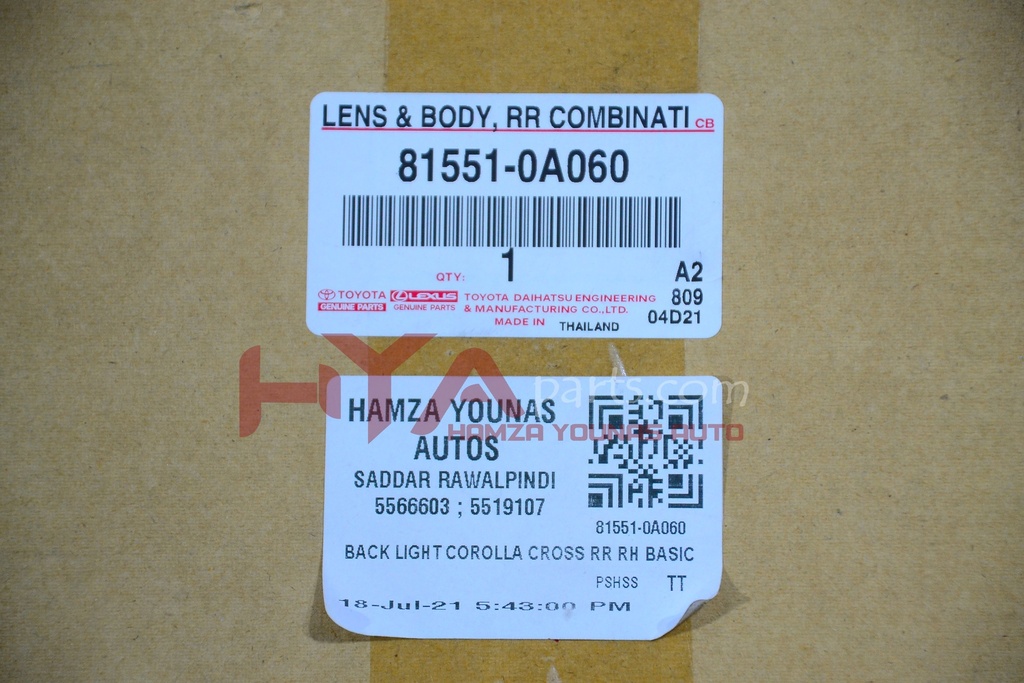 LENS & BODY, RR COMBINATI CB
81551-0A060
QTY: 1
A2
TOYOTA LEXUS TOYOTA DAIHATSU ENGINEERING 809
GENUINE PARTS GENUINE PARTS & MANUFACTURING CO.,LTD. 04D21
MADE IN THAILAND
HYA parts.com
HAMZA YOUNAS AUTO
HAMZA YOUNAS
AUTOS
SADDAR RAWALPINDI
5566603 ; 5519107
81551-0A060
BACK LIGHT COROLLA CROSS RR RH BASIC
PSHSS TT
18-Jul-21 5:43:00 PM